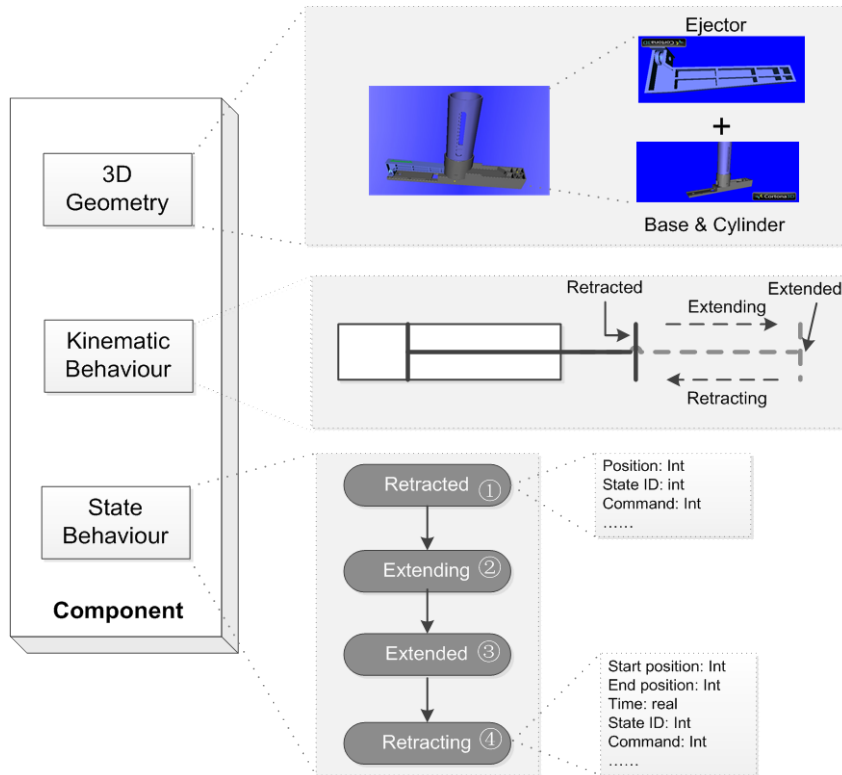 Ejector
+
Base & Cylinder
3D
Geometry
Retracted
Extended
Extending
Kinematic
Behaviour
Retracting
State
Behaviour
Component
Retracted ①
Extending ②
Extended ③
Retracting ④
Position: Int
State ID: int
Command: Int
......
Start position: Int
End position: Int
Time: real
State ID: Int
Command: Int
......